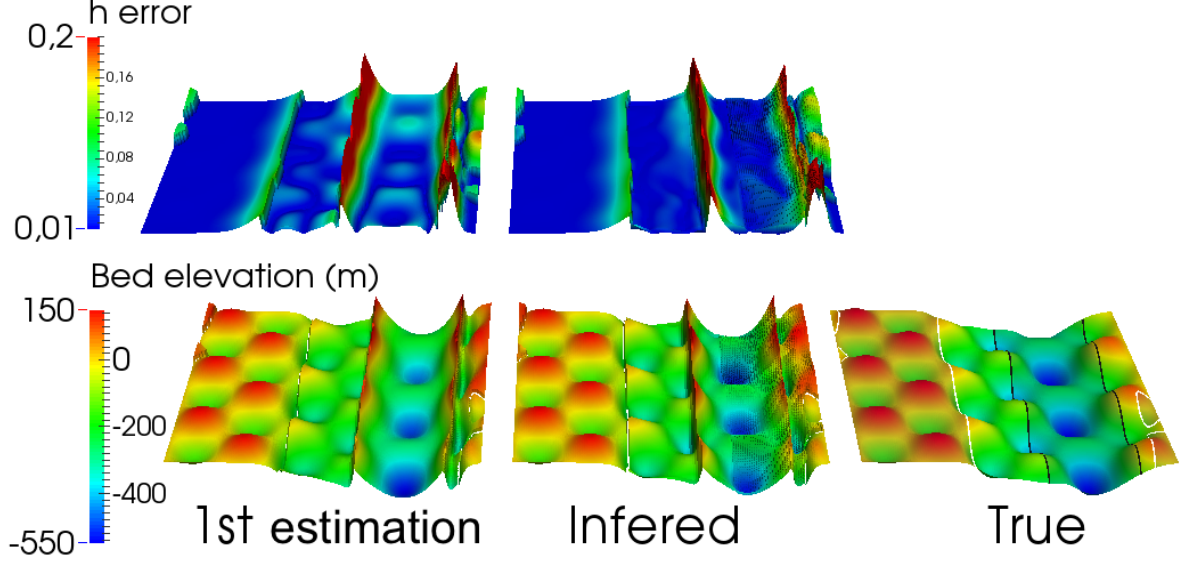 h error
0,2
0.16
0.12
0.08
0.04
0,01
Bed elevation (m)
150
0
-200
-400
-550
1st estimation
Infered
True